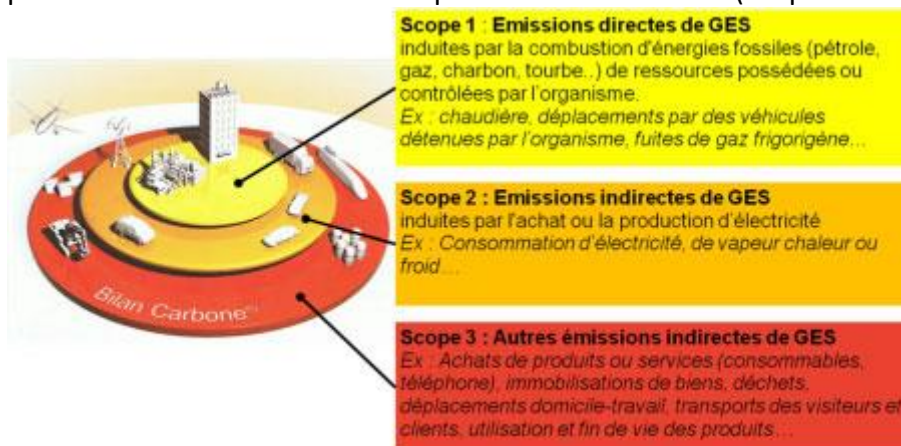 Scope 1 : Emissions directes de GES
induites par la combustion d'énergies fossiles (pétrole,
gaz, charbon, tourbe..) de ressources possédées ou
contrôlées par l'organisme.
Ex : chaudière, déplacements par des véhicules
détenues par l'organisme, fuites de gaz frigorigène…
Scope 2 : Emissions indirectes de GES
induites par l'achat ou la production d'électricité
Ex : Consommation d'électricité, de vapeur chaleur ou
froid…
Bilan Carbone
Scope 3 : Autres émissions indirectes de GES
Ex : Achats de produits ou services (consommables,
téléphone), immobilisations de biens, déchets,
déplacements domicile-travail, transports des visiteurs et
clients, utilisation et fin de vie des produits…